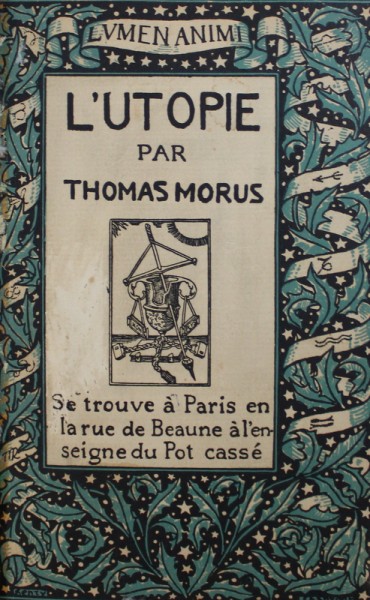 LVMEN ANIMI
L'UTOPIE
PAR
THOMAS MORUS
Se trouve à Paris en
la rue de Beaune à l'en-
seigne du Pot cassé